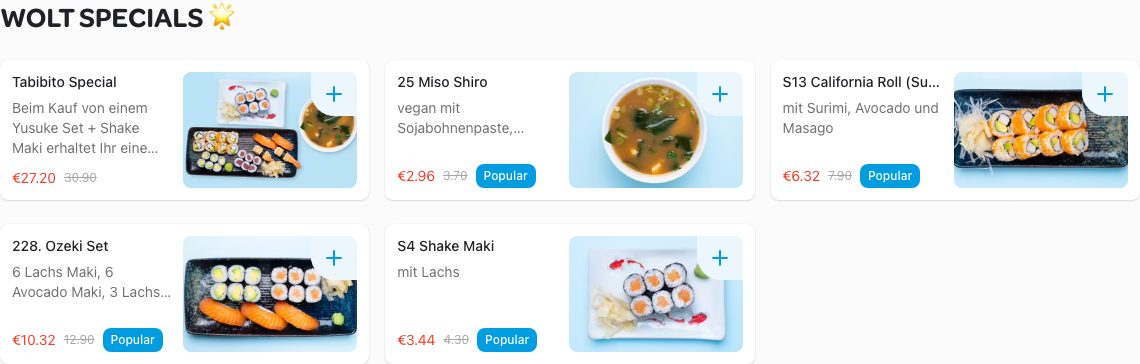 WOLT SPECIALS 🌟
Tabibito Special
Beim Kauf von einem
Yusuke Set + Shake
Maki erhaltet Ihr eine...
€27.20 30.90
25 Miso Shiro
vegan mit
Sojabohnenpaste,...
€2.96 3.70 Popular
S13 California Roll (Su...
mit Surimi, Avocado und
Masago
€6.32 7.90 Popular
228. Ozeki Set
6 Lachs Maki, 6
Avocado Maki, 3 Lachs...
€10.32 12.90 Popular
S4 Shake Maki
mit Lachs
€3.44 4.30 Popular